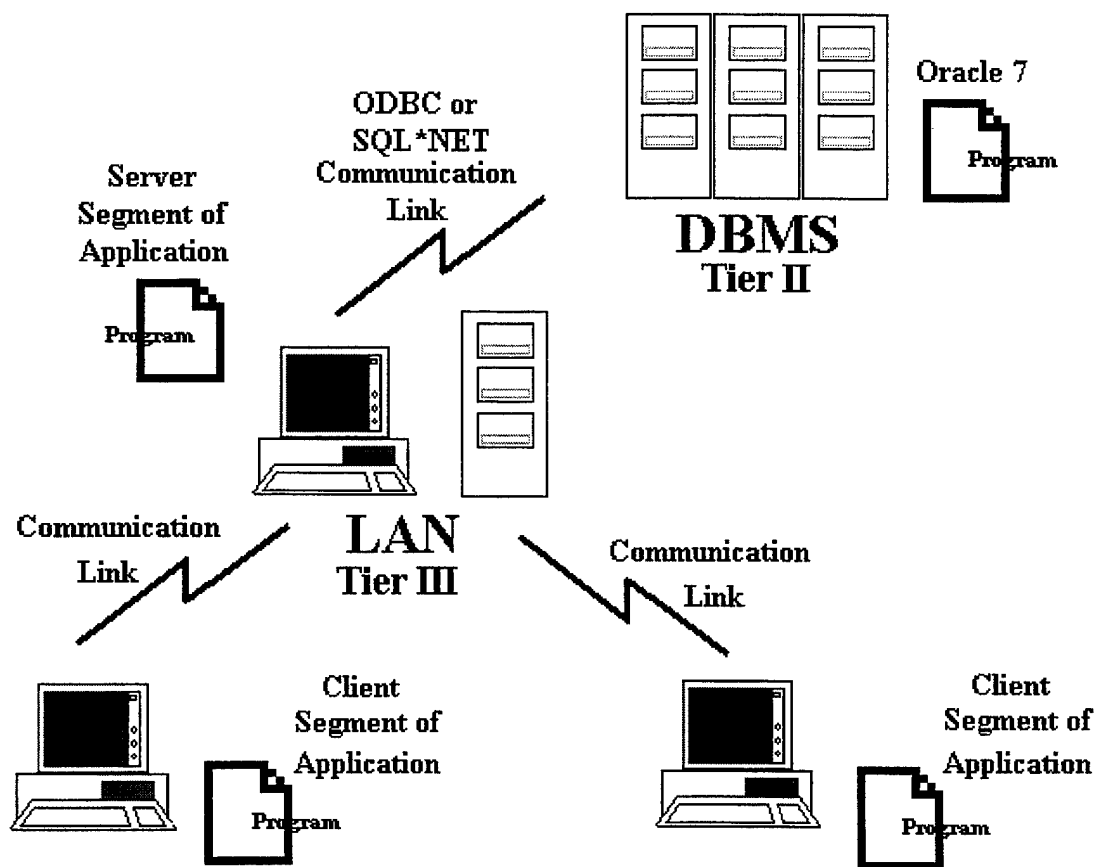 Oracle 7
Program
DBMS
Tier II
ODBC or
SQL*NET
Communication
Link
Server
Segment of
Application
Program
LAN
Tier III
Communication
Link
Communication
Link
Client
Segment of
Application
Program
Client
Segment of
Application
Program